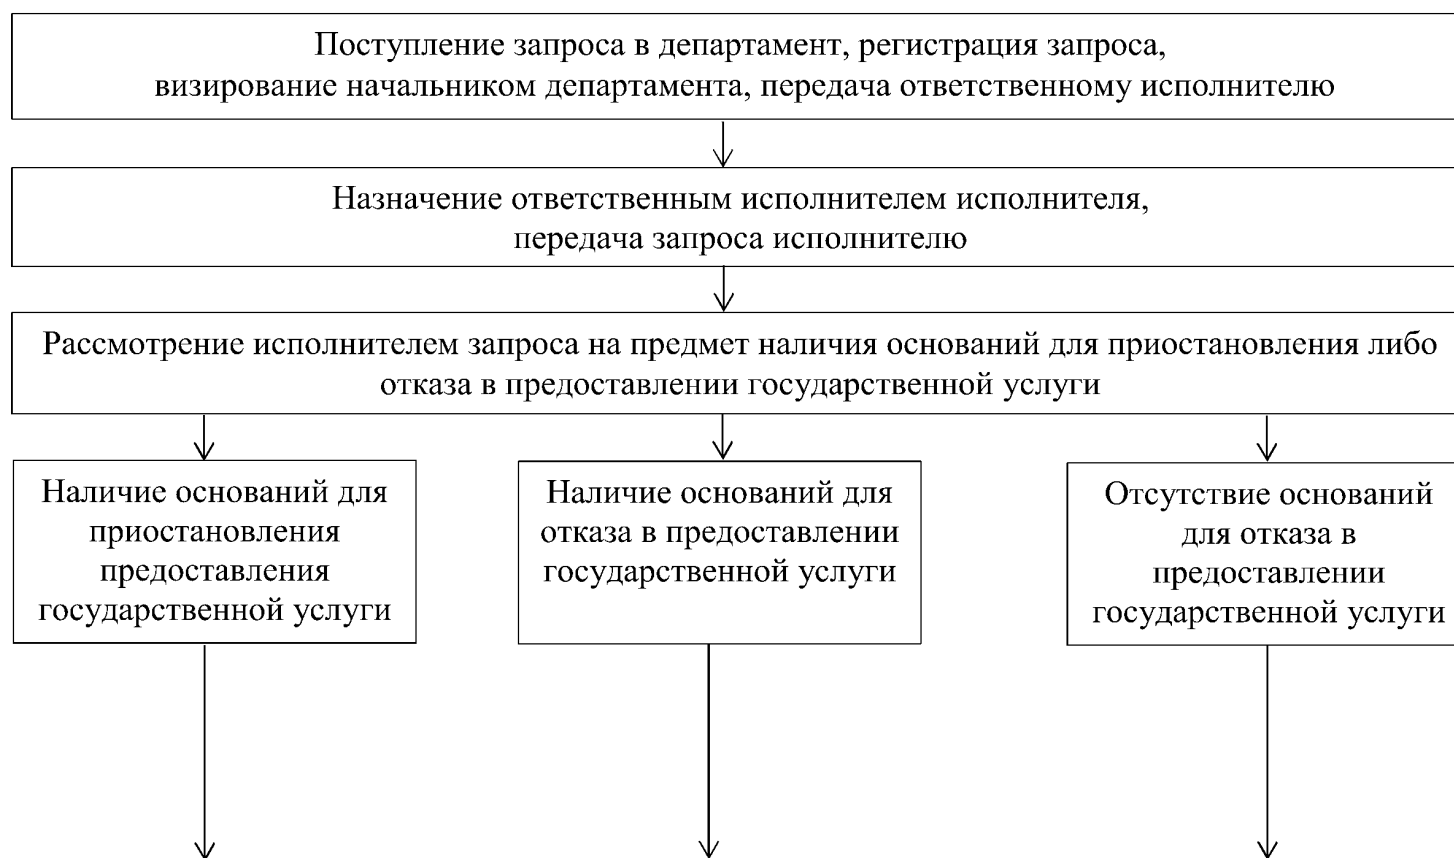 Поступление запроса в департамент, регистрация запроса,
визирование начальником департамента, передача ответственному исполнителю
Назначение ответственным исполнителем исполнителя,
передача запроса исполнителю
Рассмотрение исполнителем запроса на предмет наличия оснований для приостановления либо
отказа в предоставлении государственной услуги
Наличие оснований для
приостановления
предоставления
государственной услуги
Наличие оснований для
отказа в предоставлении
государственной услуги
Отсутствие оснований
для отказа в
предоставлении
государственной услуги